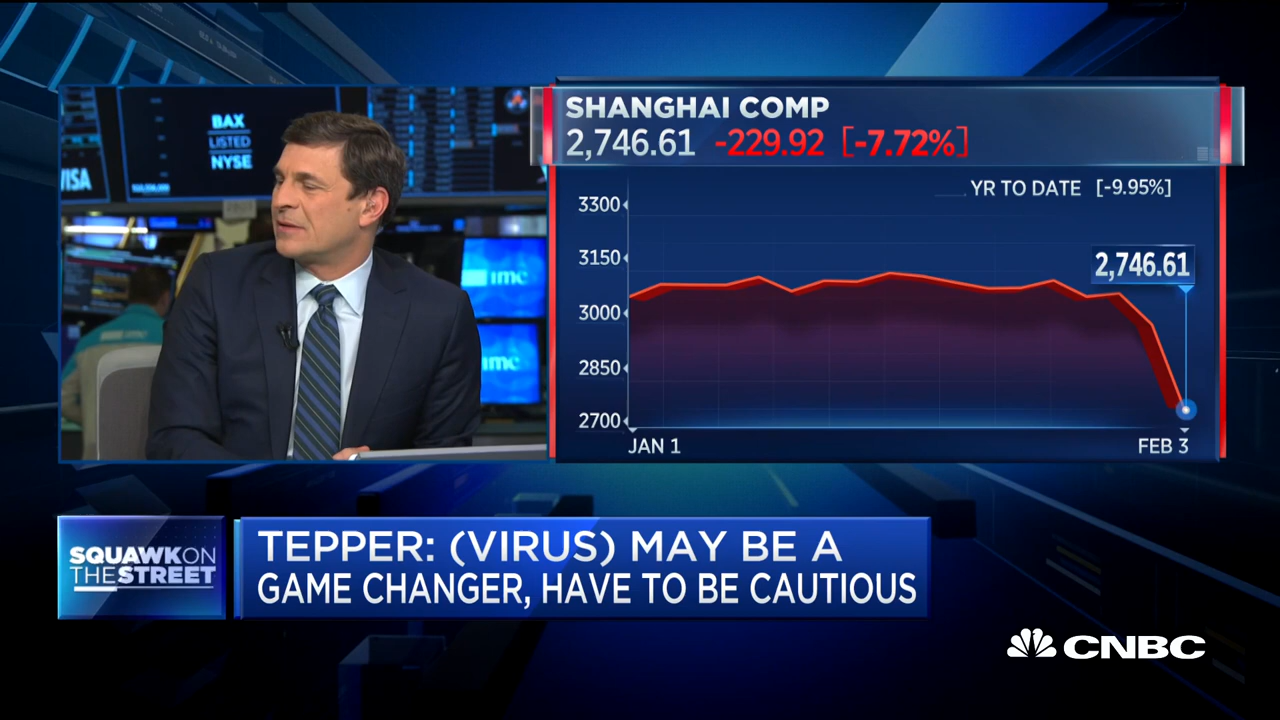 BAX
LISTED
NYSE
VISA
imc
imc
SHANGHAI COMP
2,746.61 -229.92 [-7.72%]
YR TO DATE [-9.95%]
3300
3150
3000
2850
2700
2,746.61
JAN 1
FEB 3
SQUAWK ON
THE STREET
TEPPER: (VIRUS) MAY BE A
GAME CHANGER, HAVE TO BE CAUTIOUS
CNBC